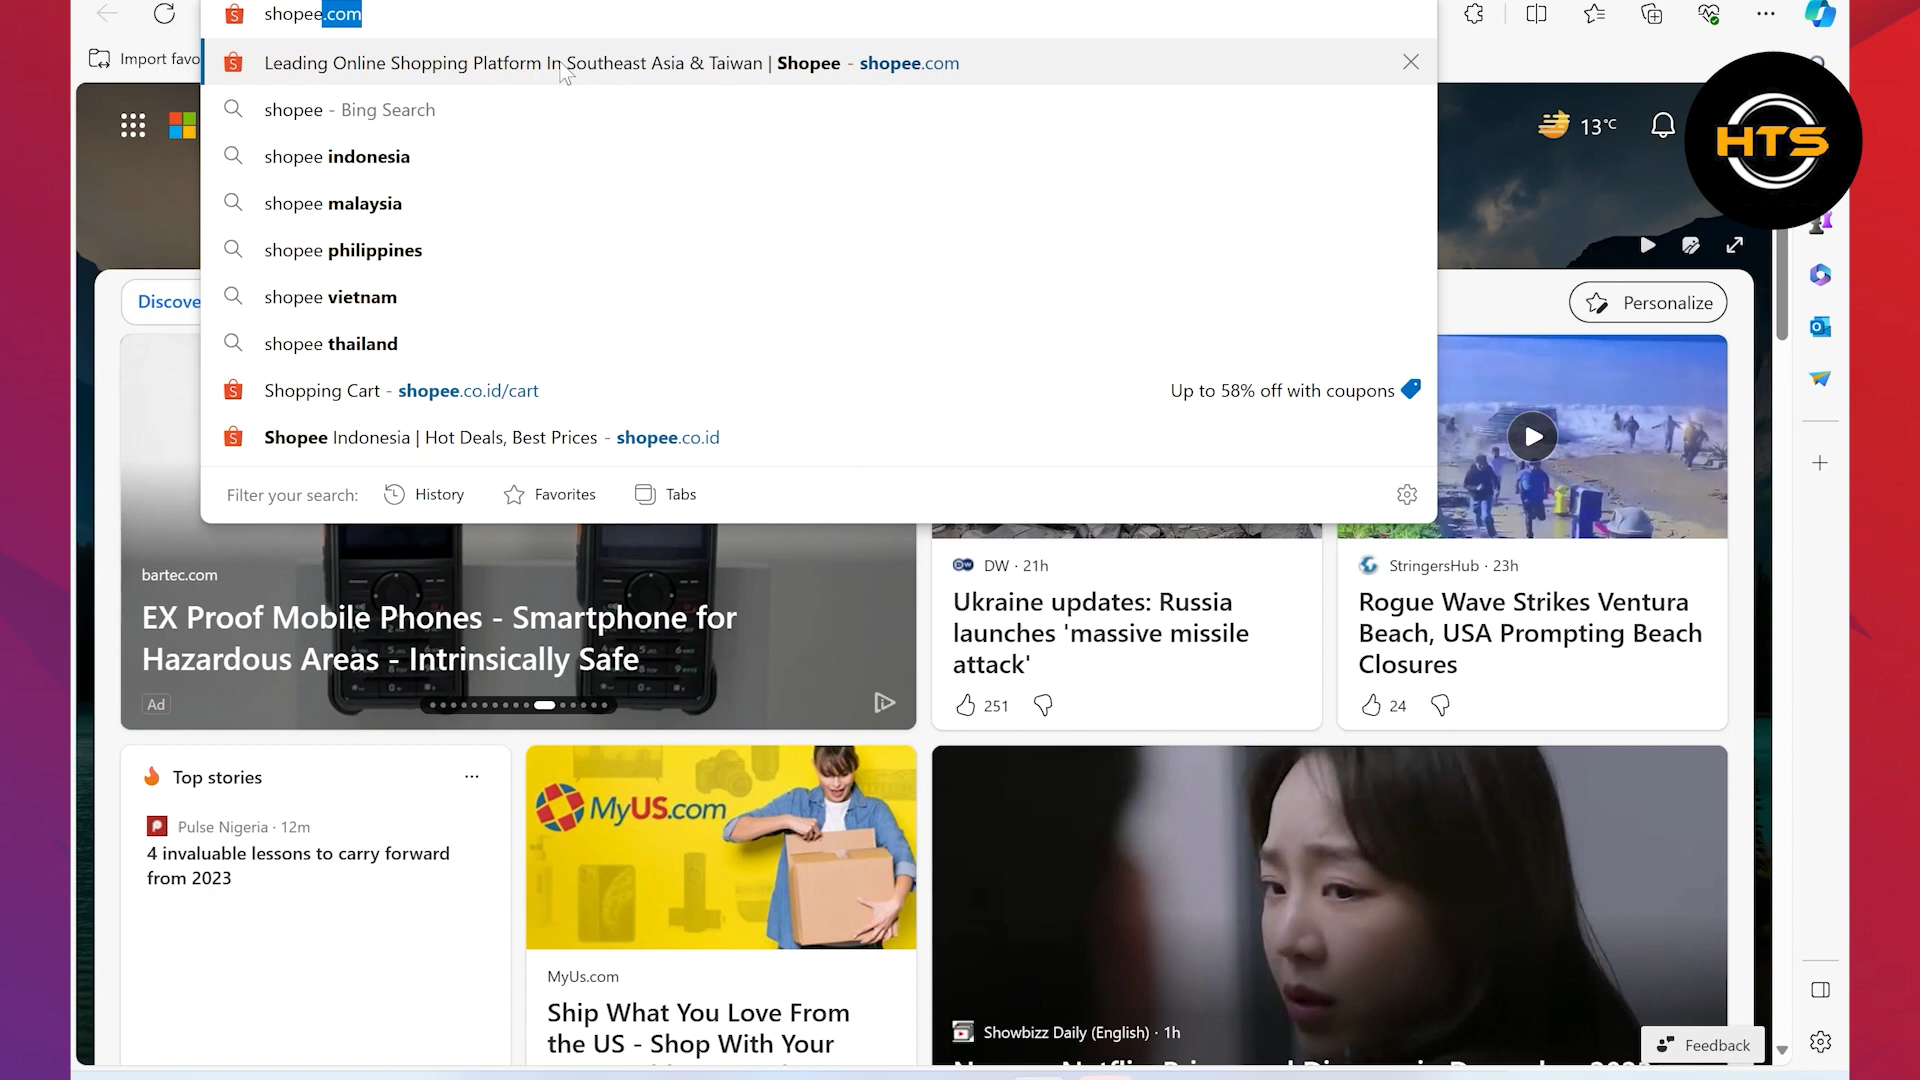 shopee.com
Import favo
Leading Online Shopping Platform In Southeast Asia & Taiwan | Shopee - shopee.com
shopee - Bing Search
shopee indonesia
shopee malaysia
shopee philippines
shopee vietnam
shopee thailand
Shopping Cart - shopee.co.id/cart
Up to 58% off with coupons
Shopee Indonesia | Hot Deals, Best Prices - shopee.co.id
Filter your search:
History
Favorites
Tabs
13°C
HTS
Discove
Personalize
bartec.com
EX Proof Mobile Phones - Smartphone for
Hazardous Areas - Intrinsically Safe
Ad
DW · 21h
Ukraine updates: Russia
launches 'massive missile
attack'
251
StringersHub · 23h
Rogue Wave Strikes Ventura
Beach, USA Prompting Beach
Closures
24
Top stories
Pulse Nigeria · 12m
4 invaluable lessons to carry forward
from 2023
MyUS.com
MyUs.com
Ship What You Love From
the US - Shop With Your
Showbizz Daily (English) · 1h
Feedback